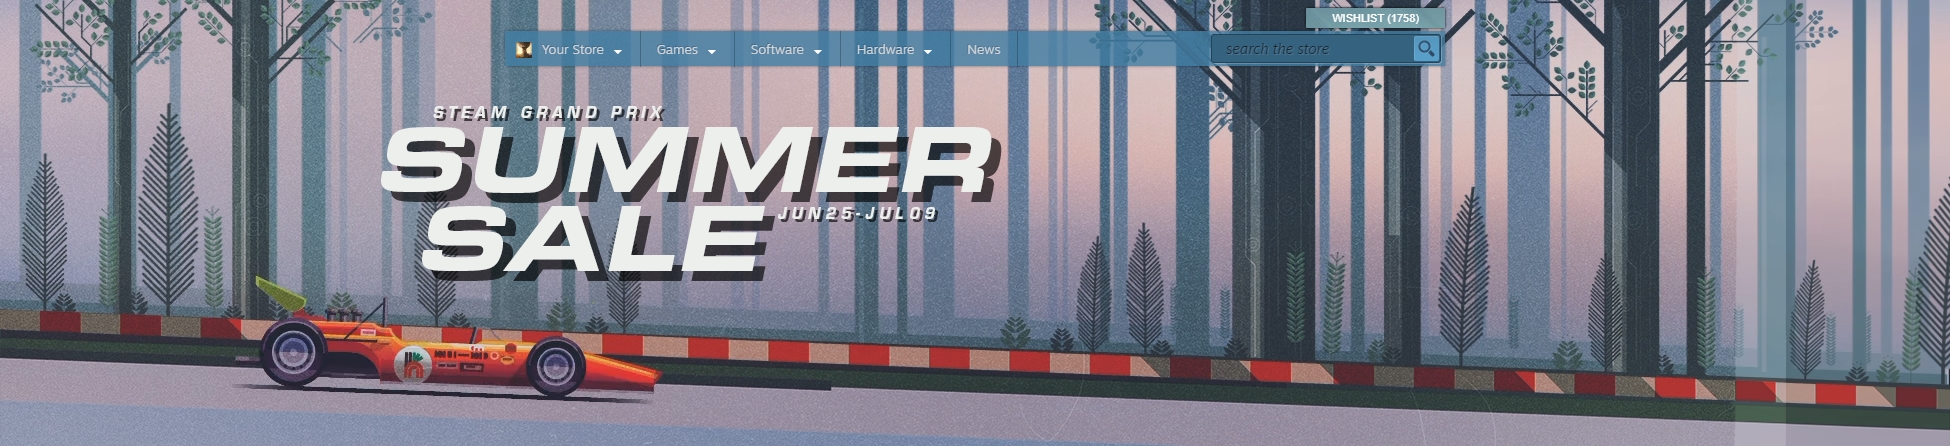 WISHLIST (1758)
Your Store Games Software Hardware News search the store
STEAM GRAND PRIX
SUMMER
SALE JUN25-JUL09